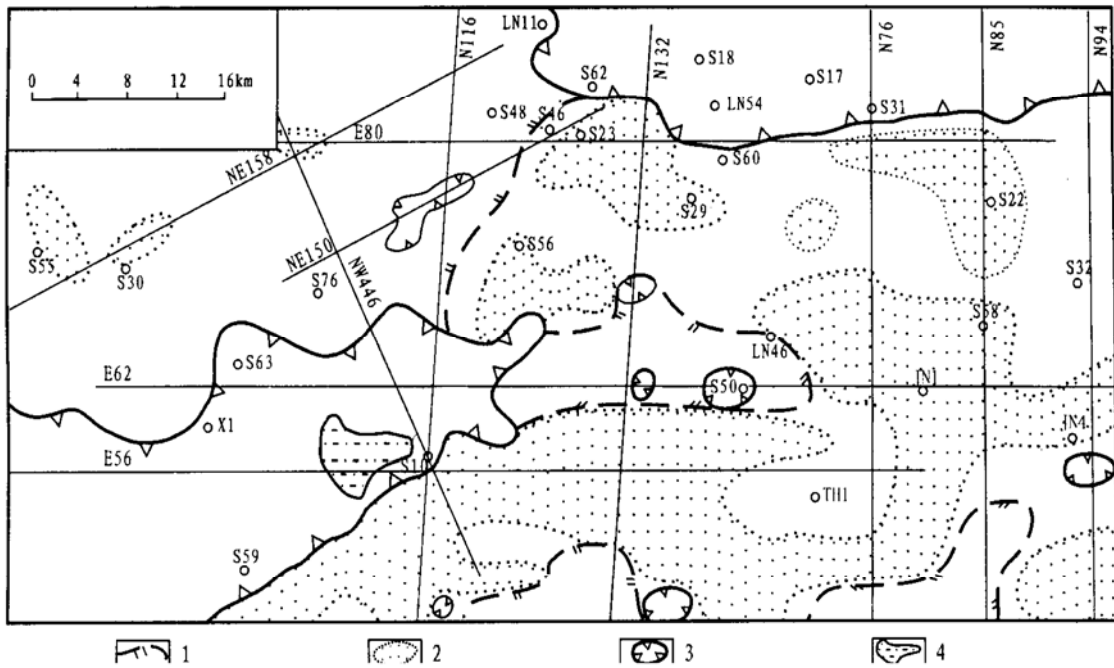 LN11
N116
N132
N76
N85
N94
S18
S17
S62
0 4 8 12 16km
S48
S46
LN54
S31
S23
E80
S60
NE158
S29
S22
S55
S30
NE150
S56
S32
S76
NW446
S58
LN46
S63
E62
S50
X1
E56
TH1
S59
1
2
3
4